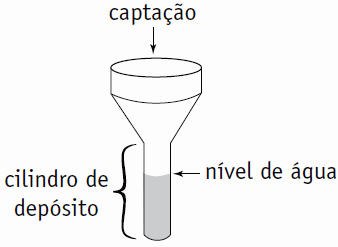 captação
nível de água
cilindro de
depósito